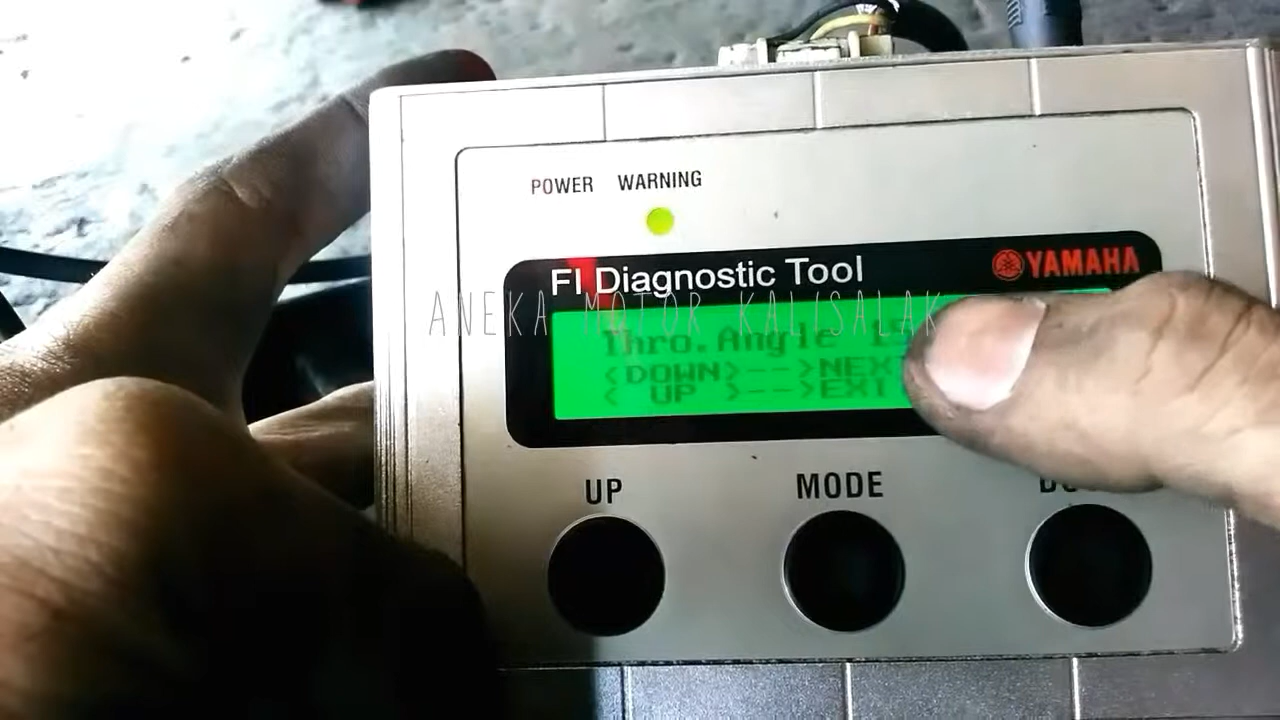 POWER WARNING
FI Diagnostic Tool
YAMAHA
ANEKA MOTOR KALISALAK
Thro.Angle
<DOWN>-->NEXT
< UP >-->EXIT
UP
MODE